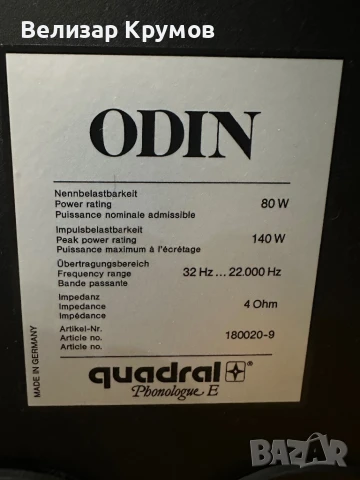 Велизар Крумов
ODIN
Nennbelastbarkeit
Power rating 80 W
Puissance nominale admissible
Impulsbelastbarkeit
Peak power rating 140 W
Puissance maximum à l'écrétage
Übertragungsbereich
Frequency range 32 Hz ... 22.000 Hz
Bande passante
Impedanz
Impedance 4 Ohm
Impédance
Artikel-Nr.
Article no. 180020-9
Article no.
MADE IN GERMANY
quadral®
Phonologue E
BAZAR